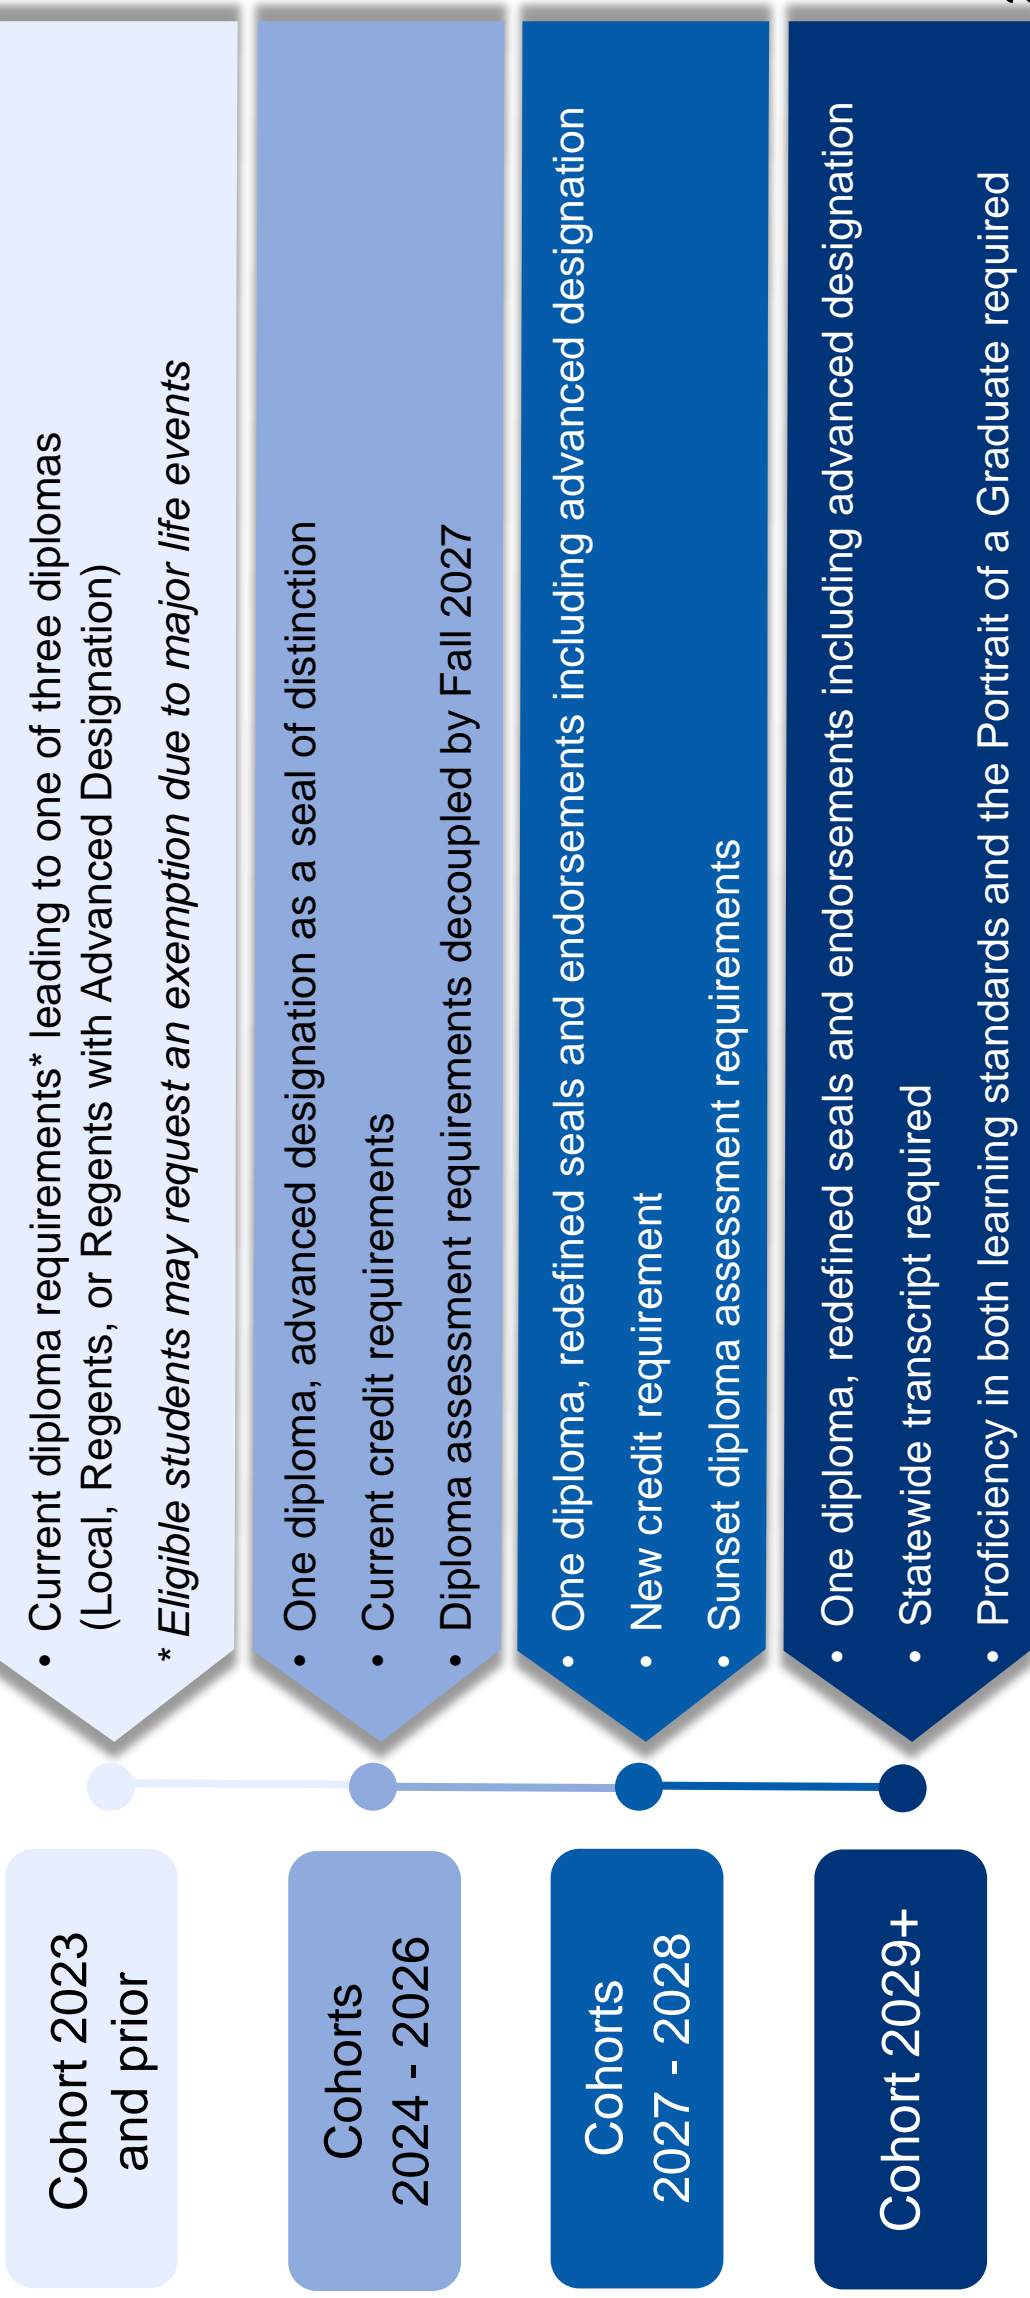 Cohort 2023
and prior
• Current diploma requirements* leading to one of three diplomas
(Local, Regents, or Regents with Advanced Designation)
* Eligible students may request an exemption due to major life events
Cohorts
2024 - 2026
• One diploma, advanced designation as a seal of distinction
• Current credit requirements
• Diploma assessment requirements decoupled by Fall 2027
Cohorts
2027 - 2028
• One diploma, redefined seals and endorsements including advanced designation
• New credit requirement
• Sunset diploma assessment requirements
Cohort 2029+
• One diploma, redefined seals and endorsements including advanced designation
• Statewide transcript required
• Proficiency in both learning standards and the Portrait of a Graduate required